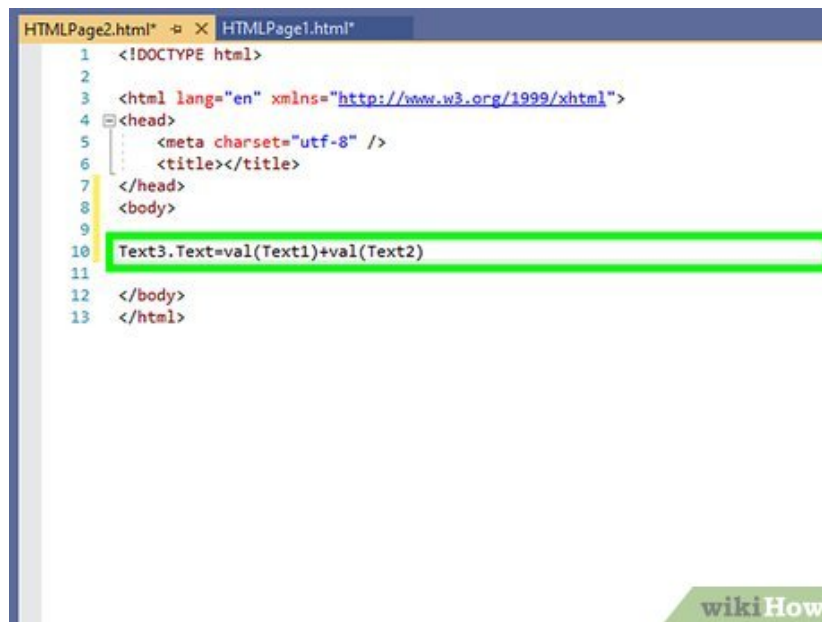 HTMLPage2.html* HTMLPage1.html*
1 <!DOCTYPE html>
2
3 <html lang="en" xmlns="http://www.w3.org/1999/xhtml">
4 <head>
5 <meta charset="utf-8" />
6 <title></title>
7 </head>
8 <body>
9
10 Text3.Text=val(Text1)+val(Text2)
11
12 </body>
13 </html>
wikiHow